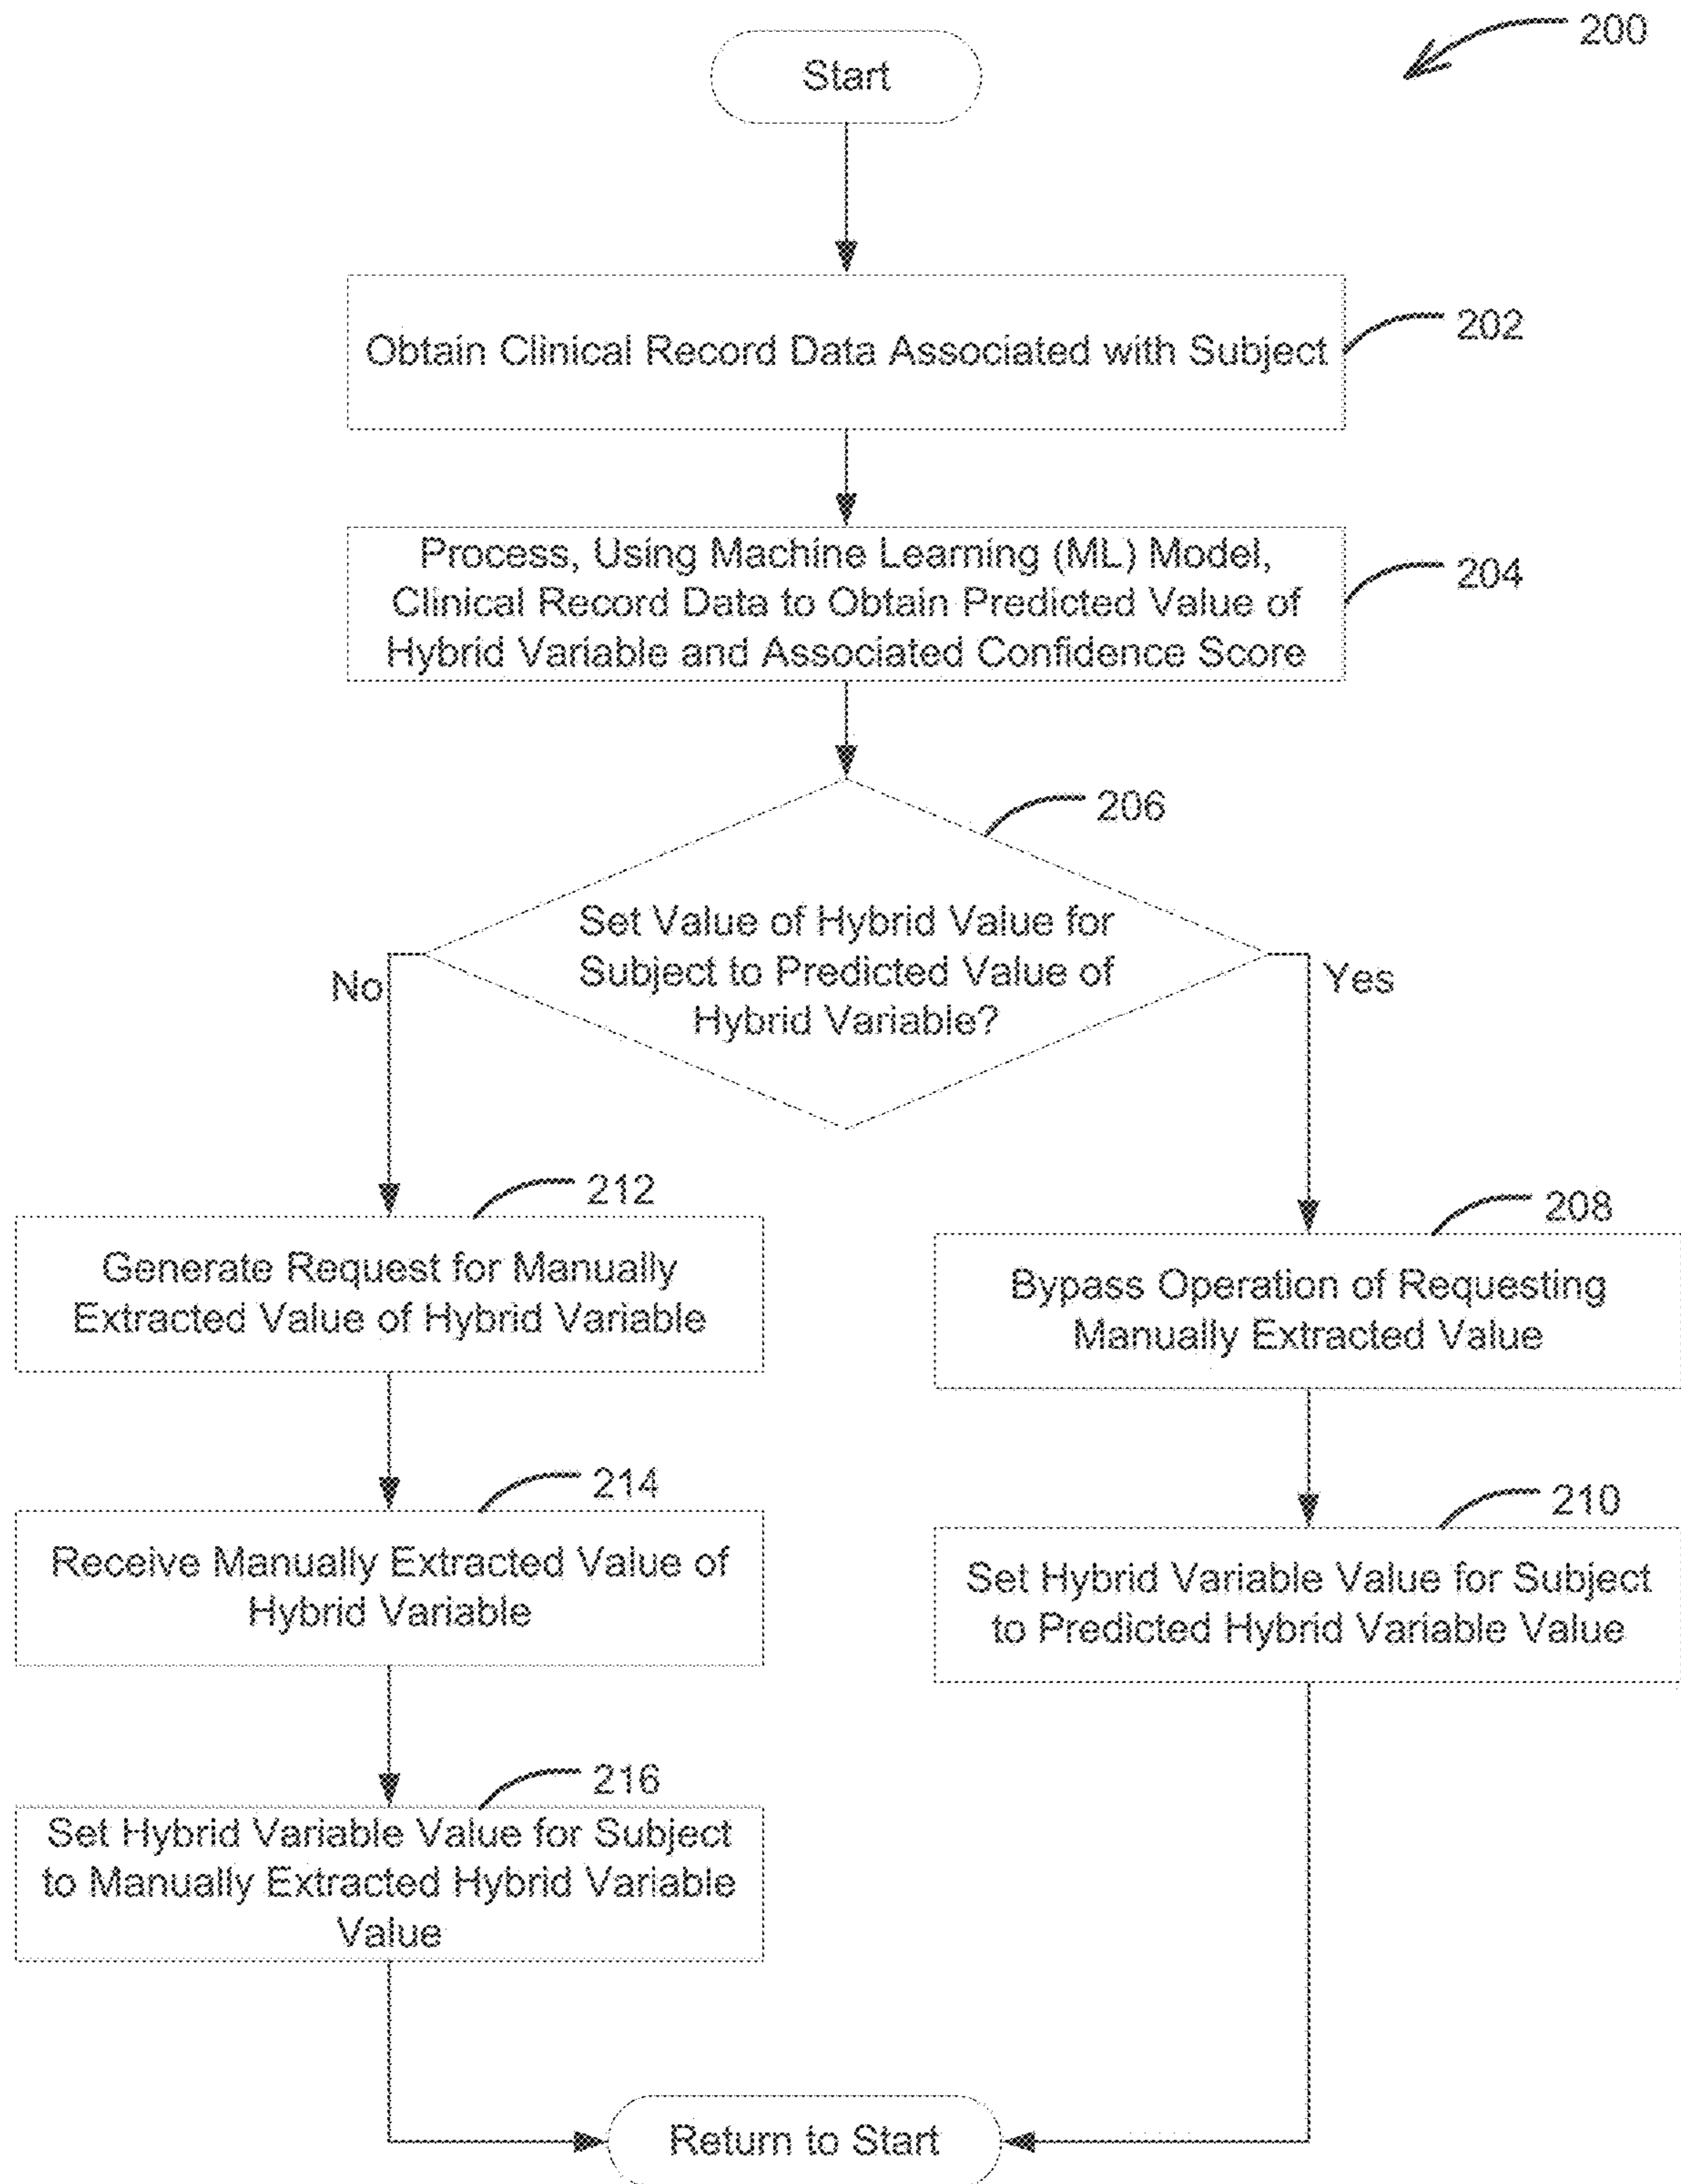 200
Start
Obtain Clinical Record Data Associated with Subject
202
Process, Using Machine Learning (ML) Model,
Clinical Record Data to Obtain Predicted Value of
Hybrid Variable and Associated Confidence Score
204
206
Set Value of Hybrid Value for
Subject to Predicted Value of
Hybrid Variable?
No
Yes
212
Generate Request for Manually
Extracted Value of Hybrid Variable
208
Bypass Operation of Requesting
Manually Extracted Value
214
Receive Manually Extracted Value of
Hybrid Variable
210
Set Hybrid Variable Value for Subject
to Predicted Hybrid Variable Value
216
Set Hybrid Variable Value for Subject
to Manually Extracted Hybrid Variable
Value
Return to Start